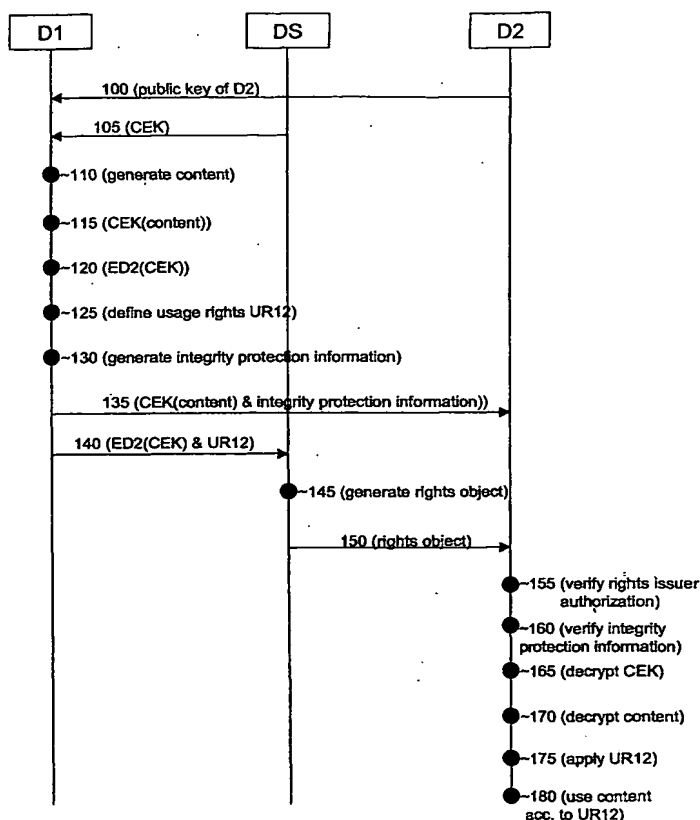 D1 DS D2
100 (public key of D2)
105 (CEK)
~110 (generate content)
~115 (CEK(content))
~120 (ED2(CEK))
~125 (define usage rights UR12)
~130 (generate integrity protection information)
135 (CEK(content) & integrity protection information))
140 (ED2(CEK) & UR12)
~145 (generate rights object)
150 (rights object)
~155 (verify rights issuer
authorization)
~160 (verify integrity
protection information)
~165 (decrypt CEK)
~170 (decrypt content)
~175 (apply UR12)
~180 (use content
acc. to UR12)